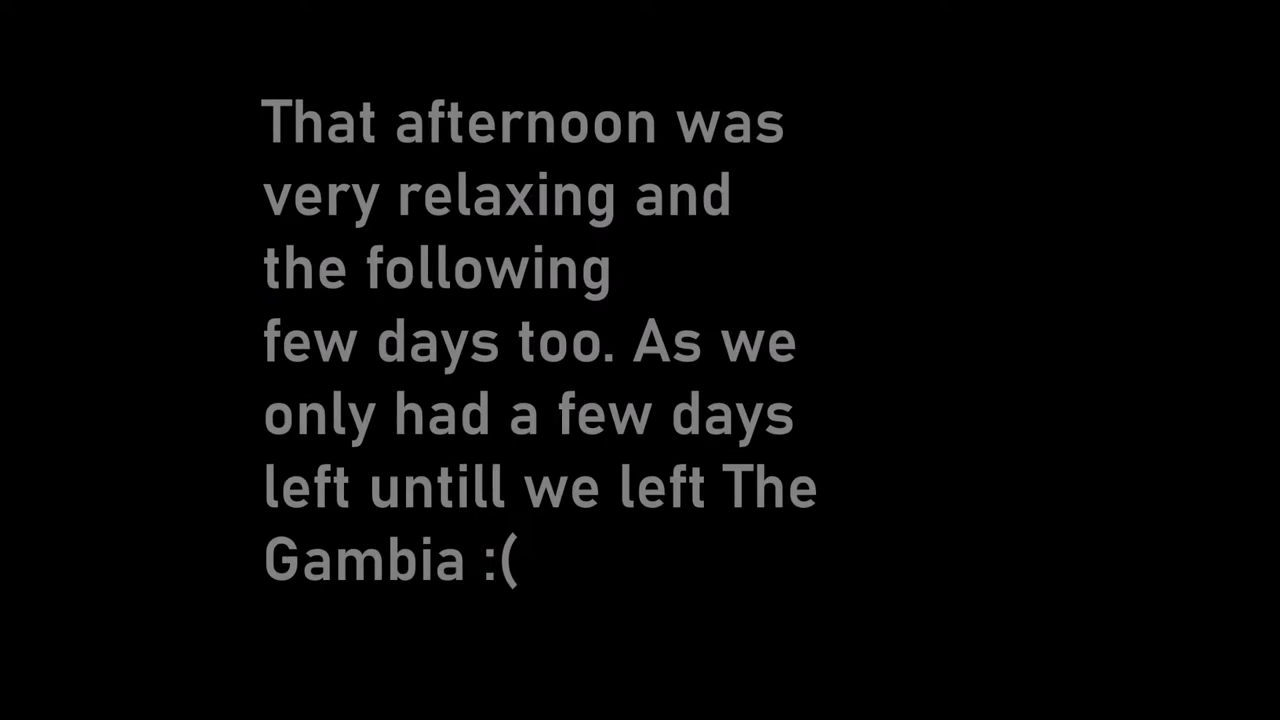 That afternoon was
very relaxing and
the following
few days too. As we
only had a few days
left untill we left The
Gambia :(